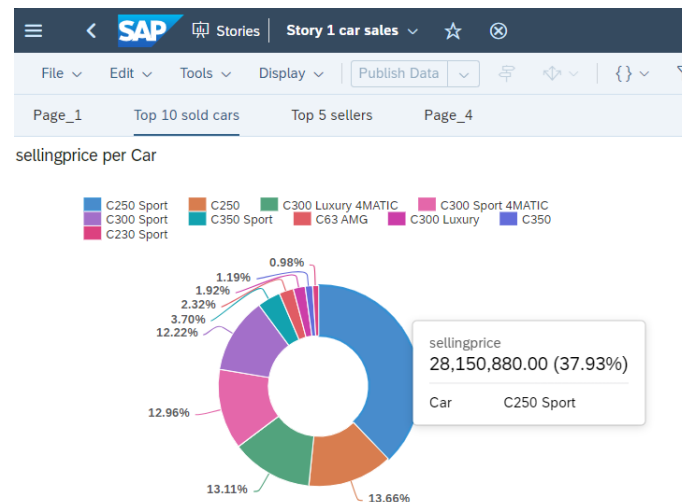 SAP Stories Story 1 car sales
File Edit Tools Display Publish Data { }
Page_1 Top 10 sold cars Top 5 sellers Page_4
sellingprice per Car
C250 Sport C250 C300 Luxury 4MATIC C300 Sport 4MATIC
C300 Sport C350 Sport C63 AMG C300 Luxury C350
C230 Sport
0.98%
1.19%
1.92%
2.32%
3.70%
12.22%
sellingprice
28,150,880.00 (37.93%)
Car C250 Sport
12.96%
13.11%
13.66%